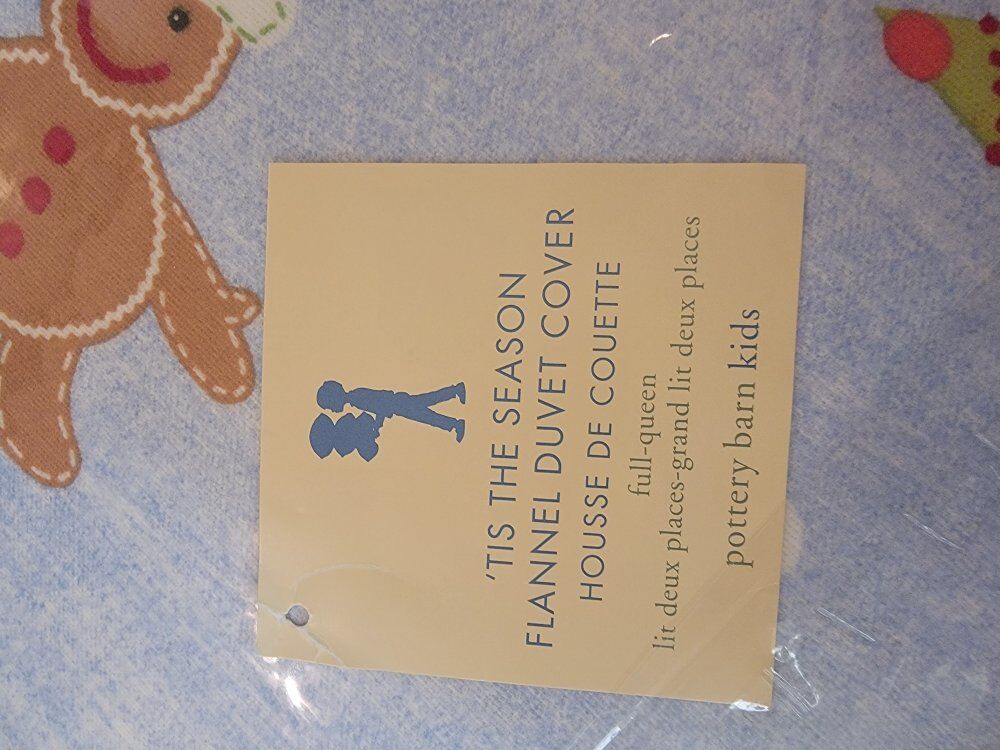 'TIS THE SEASON
FLANNEL DUVET COVER
HOUSSE DE COUETTE
full-queen
lit deux places-grand lit deux places
pottery barn kids